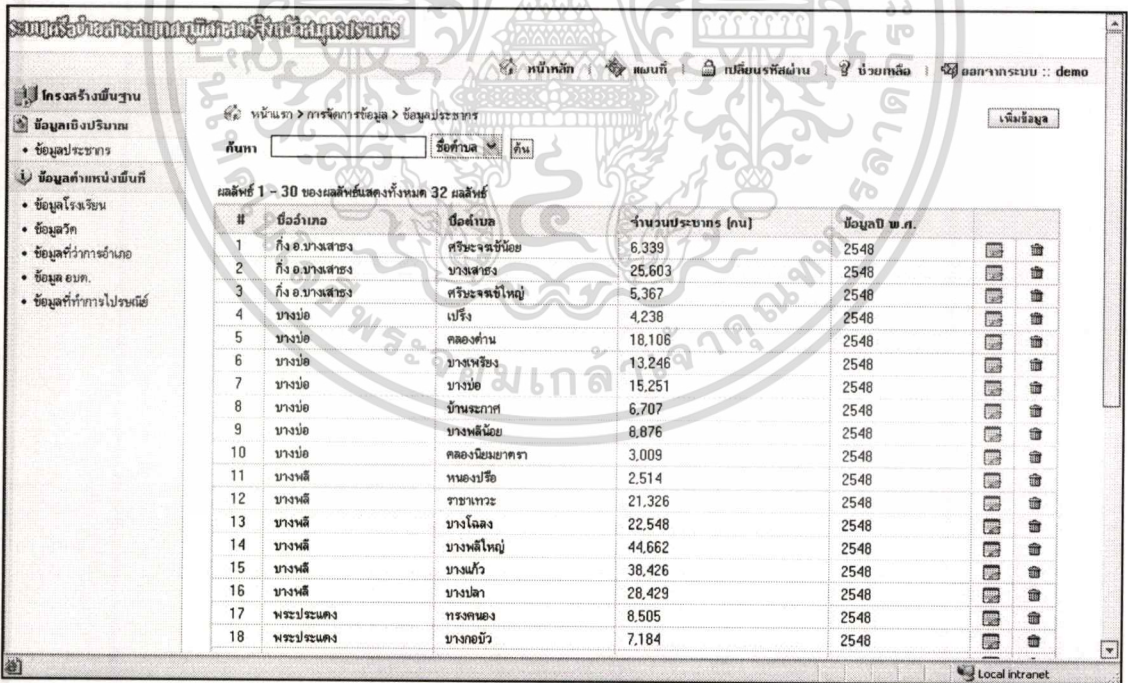 ระบบเครือข่ายสารสนเทศภูมิศาสตร์จังหวัดสมุทรปราการ
หน้าหลัก | แผนที่ | เปลี่ยนรหัสผ่าน | ช่วยเหลือ | ออกจากระบบ :: demo
โครงสร้างพื้นฐาน
ข้อมูลเชิงปริมาณ
• ข้อมูลประชากร
ข้อมูลตำแหน่งพื้นที่
• ข้อมูลโรงเรียน
• ข้อมูลวัด
• ข้อมูลที่ว่าการอำเภอ
• ข้อมูล อบต.
• ข้อมูลที่ทำการไปรษณีย์
หน้าแรก > การจัดการข้อมูล > ข้อมูลประชากร
เพิ่มข้อมูล
ค้นหา ชื่อตำบล ค้น
ผลลัพธ์ 1 - 30 ของผลลัพธ์แสดงทั้งหมด 32 ผลลัพธ์
# ชื่ออำเภอ ชื่อตำบล จำนวนประชากร [คน] ข้อมูลปี พ.ศ.
1 กิ่ง อ.บางเสาธง ศรีษะจรเข้น้อย 6,339 2548
2 กิ่ง อ.บางเสาธง บางเสาธง 25,603 2548
3 กิ่ง อ.บางเสาธง ศรีษะจรเข้ใหญ่ 5,367 2548
4 บางบ่อ เปร็ง 4,238 2548
5 บางบ่อ คลองด่าน 18,106 2548
6 บางบ่อ บางเพรียง 13,246 2548
7 บางบ่อ บางบ่อ 15,251 2548
8 บางบ่อ บ้านระกาศ 6,707 2548
9 บางบ่อ บางพลีน้อย 8,876 2548
10 บางบ่อ คลองนิยมยาตรา 3,009 2548
11 บางพลี หนองปรือ 2,514 2548
12 บางพลี ราชาเทวะ 21,326 2548
13 บางพลี บางโฉลง 22,548 2548
14 บางพลี บางพลีใหญ่ 44,662 2548
15 บางพลี บางแก้ว 38,426 2548
16 บางพลี บางปลา 28,429 2548
17 พระประแดง ทรงคนอง 8,505 2548
18 พระประแดง บางกอบัว 7,184 2548
Local intranet